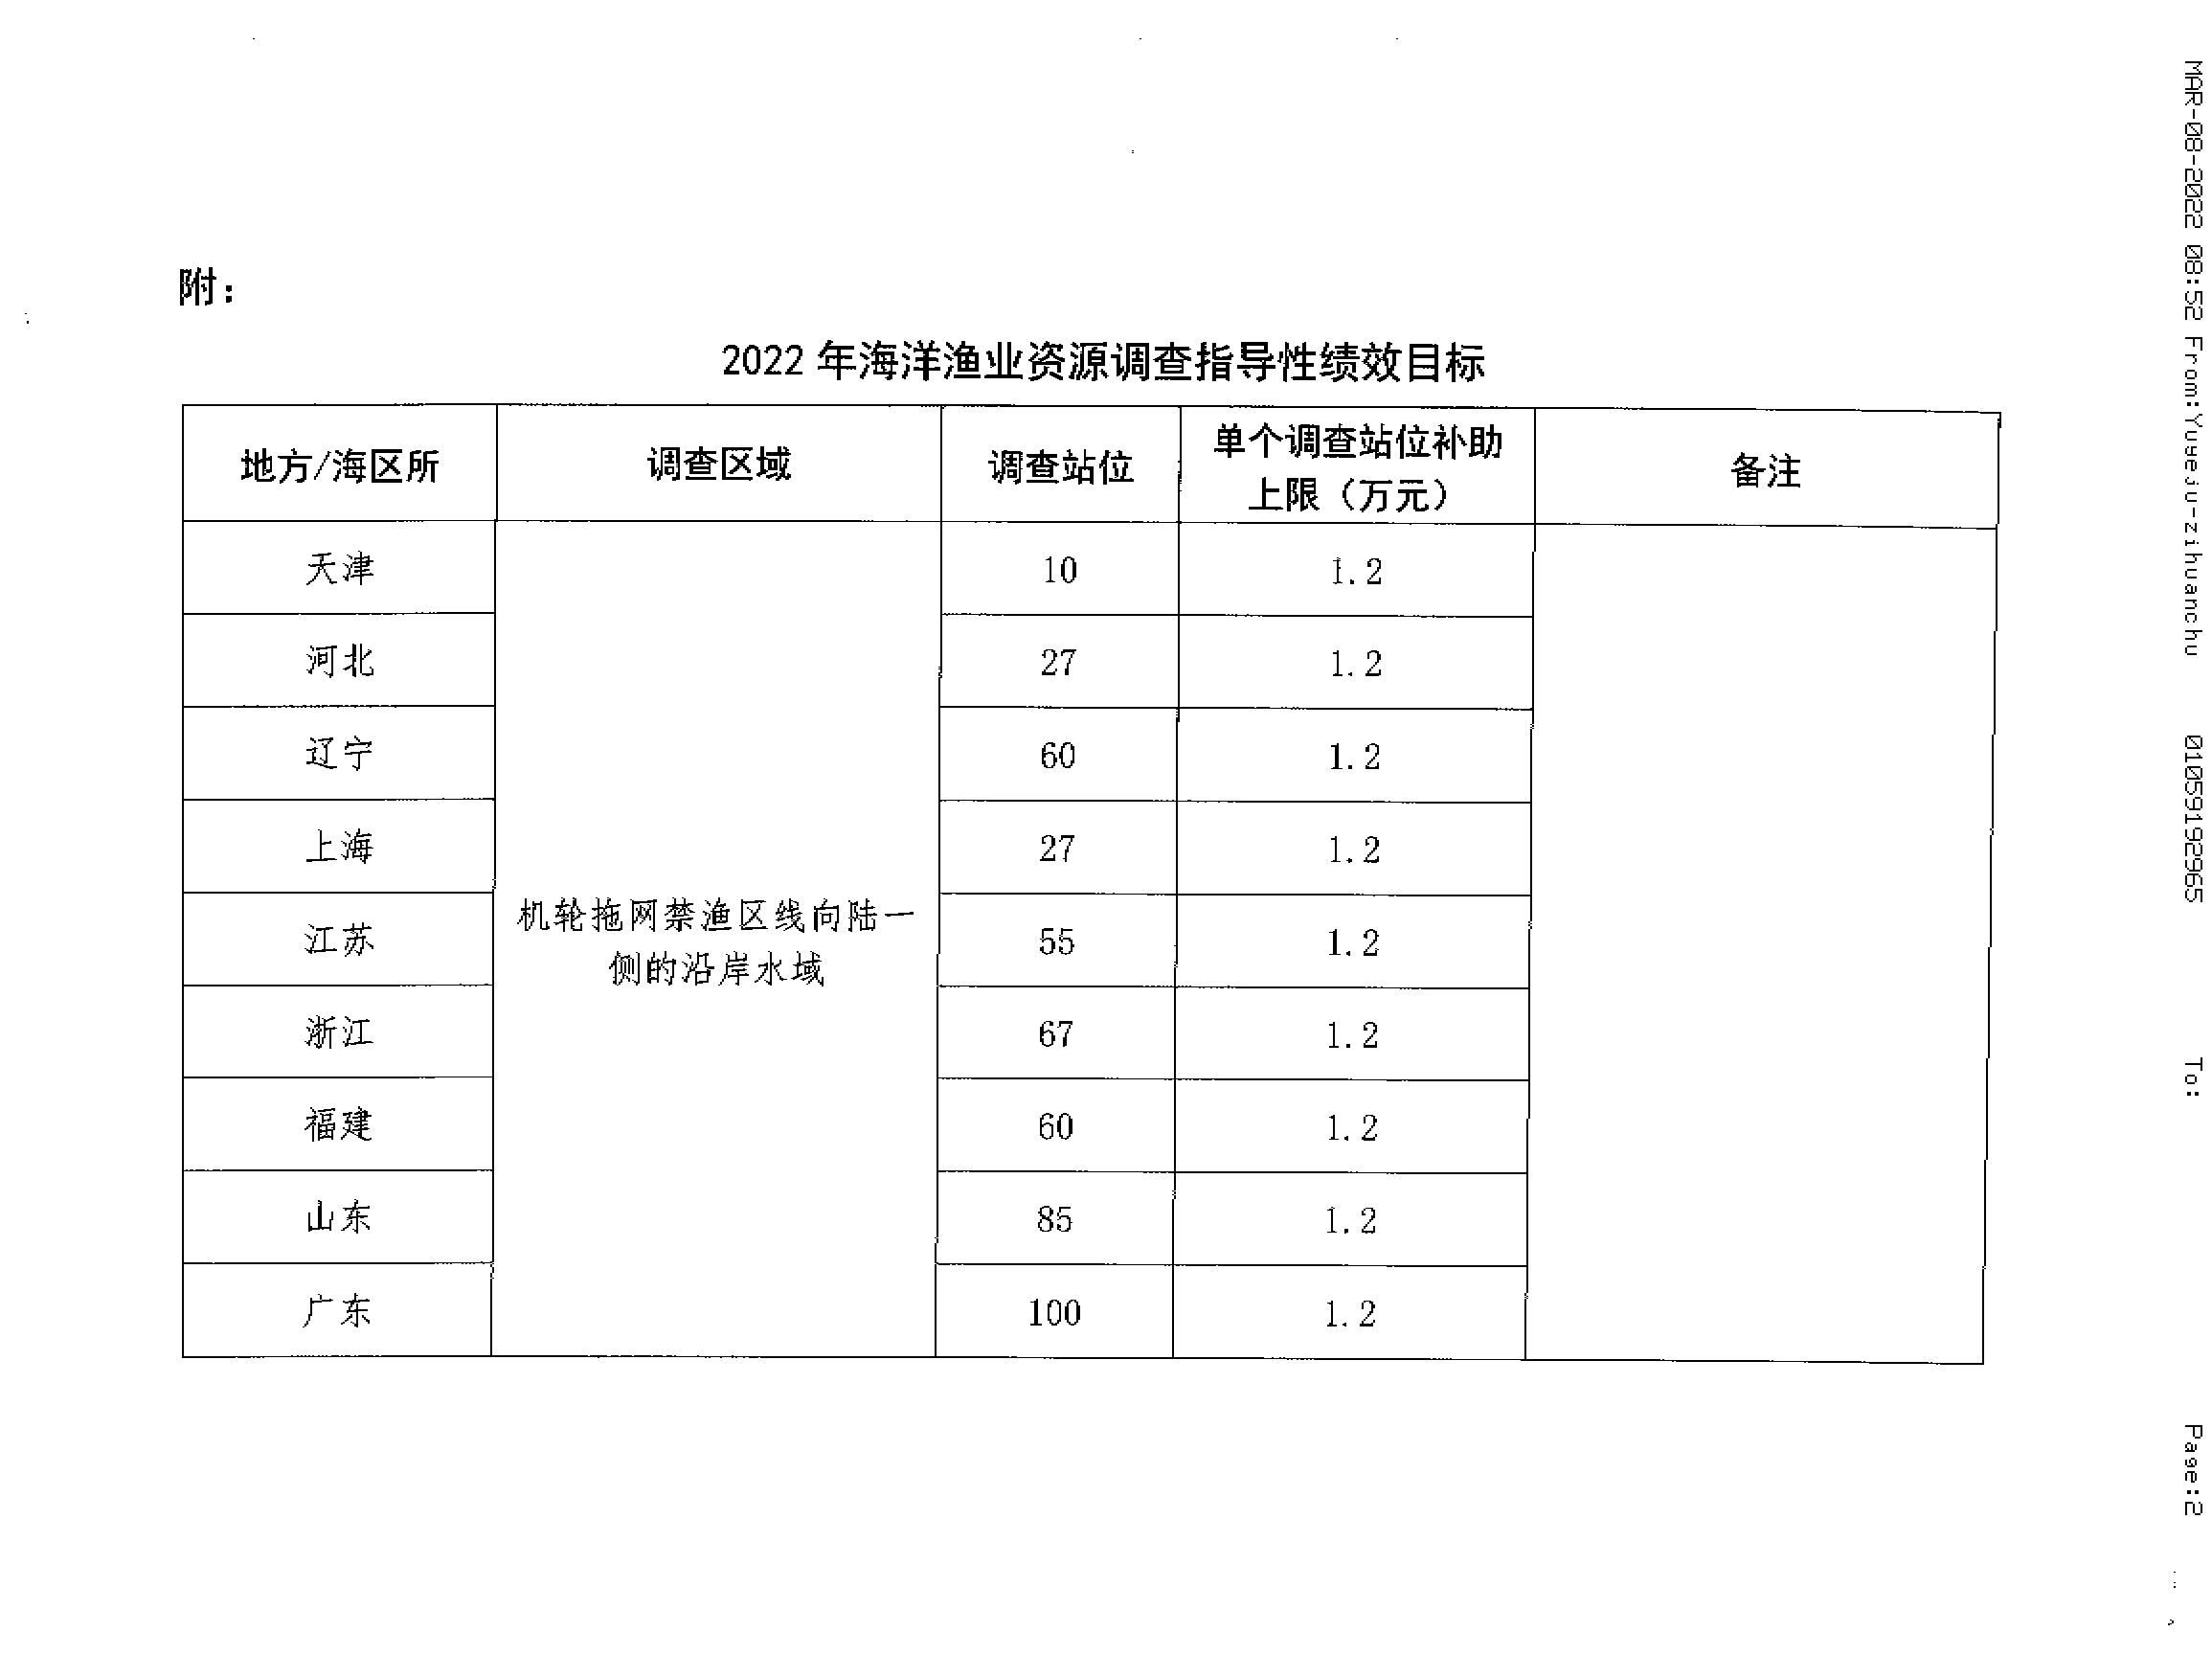 附：
2022 年海洋渔业资源调查指导性绩效目标
地方/海区所 调查区域 调查站位 单个调查站位补助上限（万元） 备注
天津 10 1.2
河北 27 1.2
辽宁 60 1.2
上海 27 1.2
机轮拖网禁渔区线向陆一
侧的沿岸水域
江苏 55 1.2
浙江 67 1.2
福建 60 1.2
山东 85 1.2
广东 100 1.2
MAR-08-2022 08:52 From:Yuyeju-zihuanchu 01059192965 To: Page:2